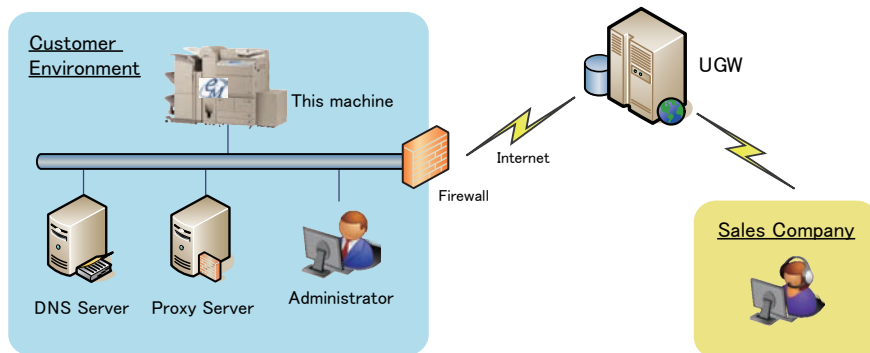 Customer
Environment
This machine
UGW
Internet
Firewall
Sales Company
DNS Server
Proxy Server
Administrator